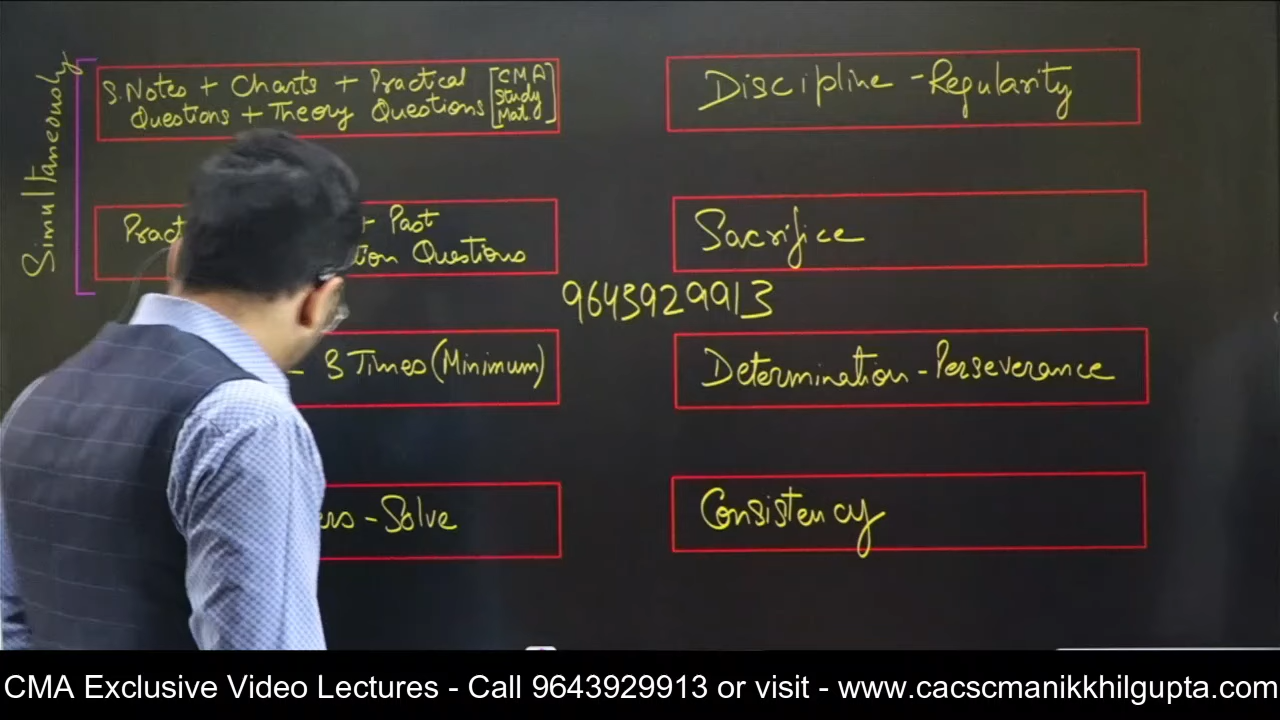 Simultaneously
S.Notes + Charts + Practical
Questions + Theory Questions
[CMA
Study
Mat.]
Discipline - Regularity
+ Past
Questions
Sacrifice
9643929913
- 3 Times (Minimum)
Determination - Perseverance
- Solve
Consistency
CMA Exclusive Video Lectures - Call 9643929913 or visit - www.cacscmanikkhilgupta.com